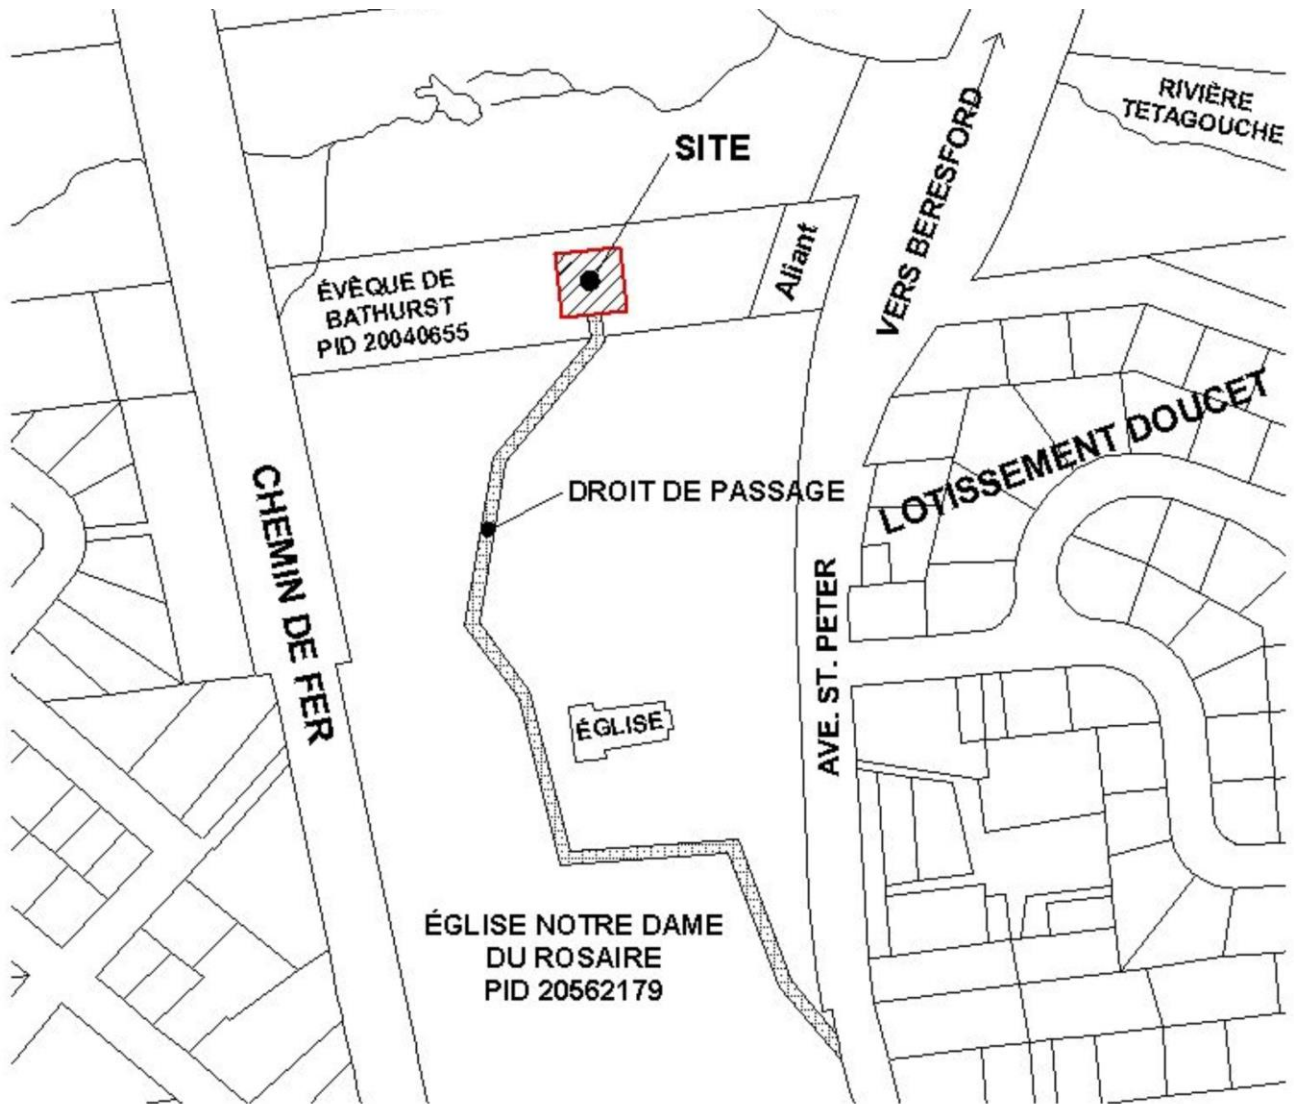 RIVIÈRE
TETAGOUCHE
SITE
VERS BERESFORD
Aliant
ÉVÊQUE DE
BATHURST
PID 20040655
LOTISSEMENT DOUCET
DROIT DE PASSAGE
CHEMIN DE FER
AVE. ST. PETER
ÉGLISE
ÉGLISE NOTRE DAME
DU ROSAIRE
PID 20562179